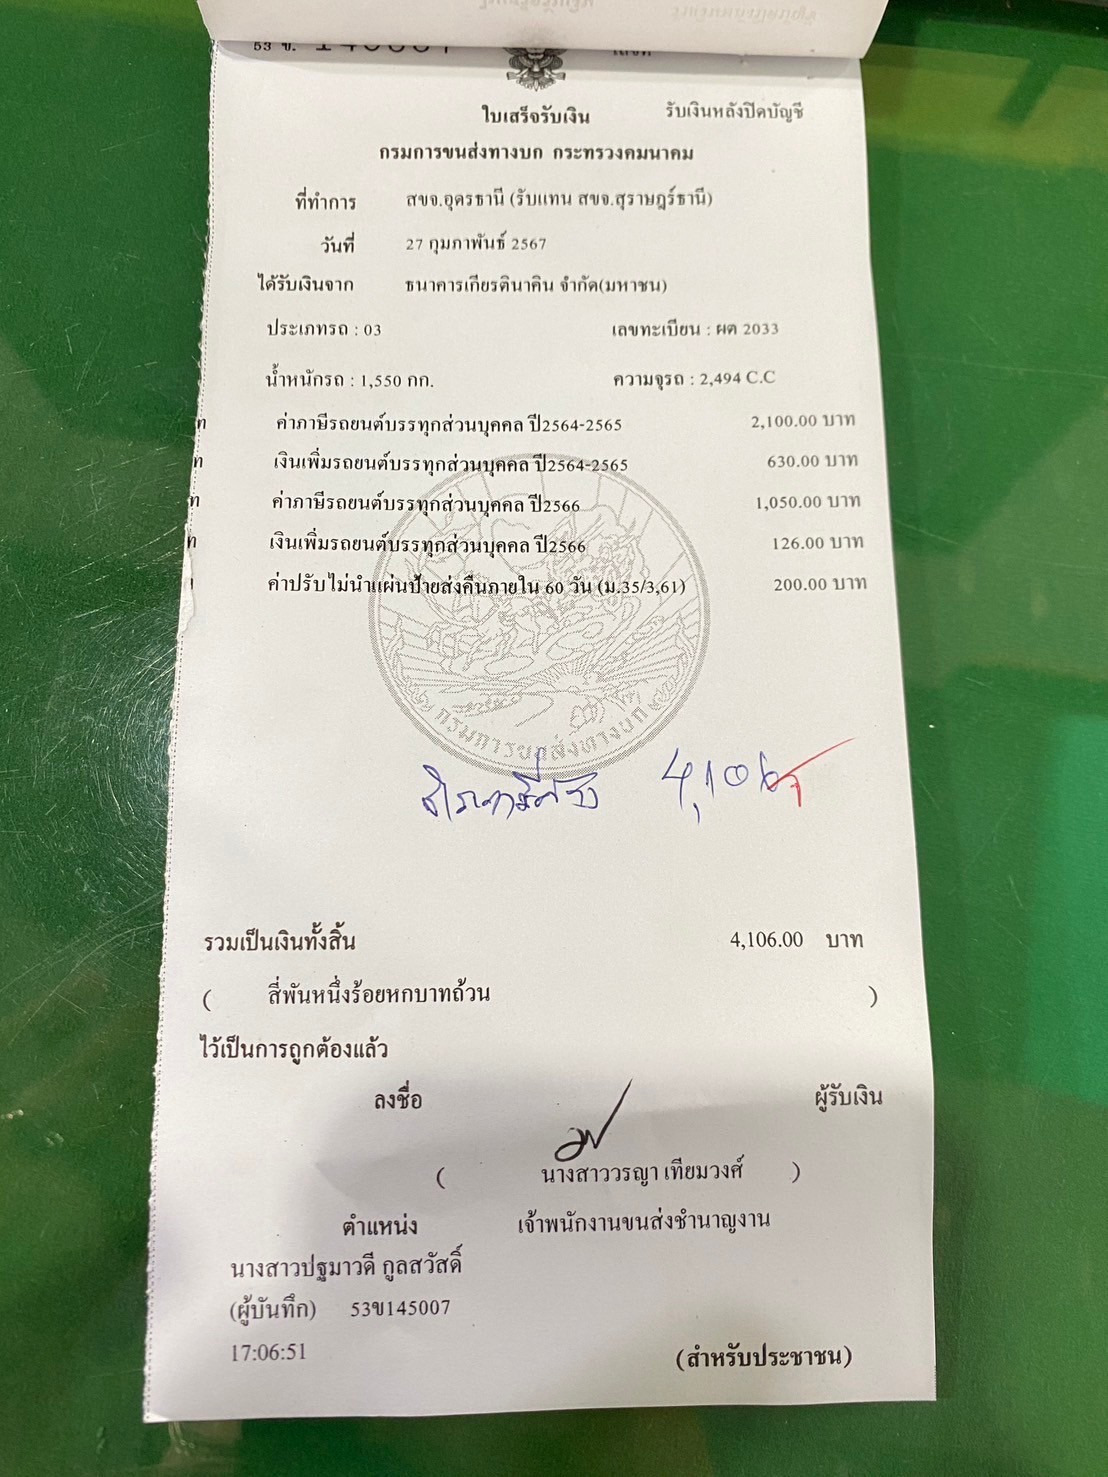 53 ข.
ใบเสร็จรับเงิน รับเงินหลังปิดบัญชี
กรมการขนส่งทางบก กระทรวงคมนาคม
ที่ทำการ สขจ.อุดรธานี (รับแทน สขจ.สุราษฎร์ธานี)
วันที่ 27 กุมภาพันธ์ 2567
ได้รับเงินจาก ธนาคารเกียรตินาคิน จำกัด(มหาชน)
ประเภทรถ : 03 เลขทะเบียน : ผต 2033
น้ำหนักรถ : 1,550 กก. ความจุรถ : 2,494 C.C
ค่าภาษีรถยนต์บรรทุกส่วนบุคคล ปี2564-2565 2,100.00 บาท
เงินเพิ่มรถยนต์บรรทุกส่วนบุคคล ปี2564-2565 630.00 บาท
ค่าภาษีรถยนต์บรรทุกส่วนบุคคล ปี2566 1,050.00 บาท
เงินเพิ่มรถยนต์บรรทุกส่วนบุคคล ปี2566 126.00 บาท
ค่าปรับไม่นำแผ่นป้ายส่งคืนภายใน 60 วัน (ม.35/3,61) 200.00 บาท
กรมการขนส่งทางบก
4,106
รวมเป็นเงินทั้งสิ้น 4,106.00 บาท
( สี่พันหนึ่งร้อยหกบาทถ้วน )
ไว้เป็นการถูกต้องแล้ว
ลงชื่อ ผู้รับเงิน
( นางสาววรญา เทียมวงศ์ )
ตำแหน่ง เจ้าพนักงานขนส่งชำนาญงาน
นางสาวปฐมาวดี กูลสวัสดิ์
(ผู้บันทึก) 53ข145007
17:06:51
(สำหรับประชาชน)